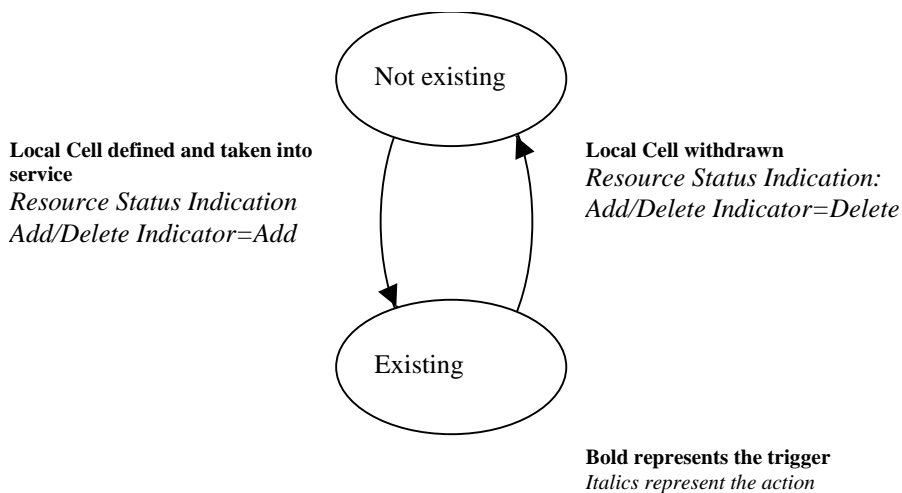 Not existing
Local Cell defined and taken into
service
Resource Status Indication
Add/Delete Indicator=Add
Local Cell withdrawn
Resource Status Indication:
Add/Delete Indicator=Delete
Existing
Bold represents the trigger
Italics represent the action